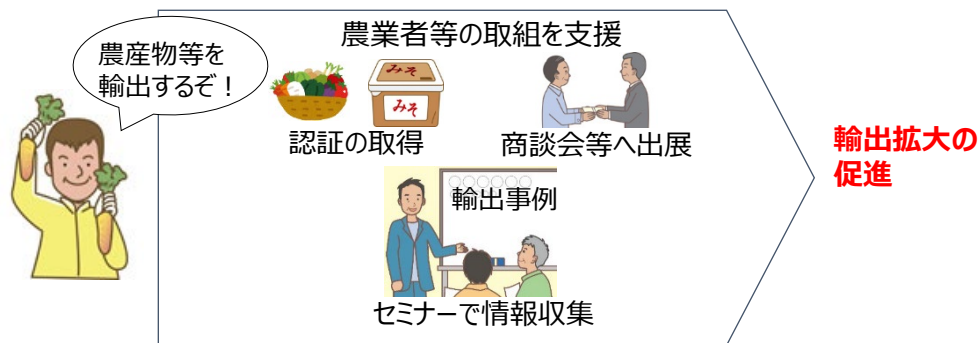 農業者等の取組を支援
農産物等を
輸出するぞ！
みそ
みそ
認証の取得
商談会等へ出展
輸出拡大の
促進
○○○○○○
輸出事例
セミナーで情報収集